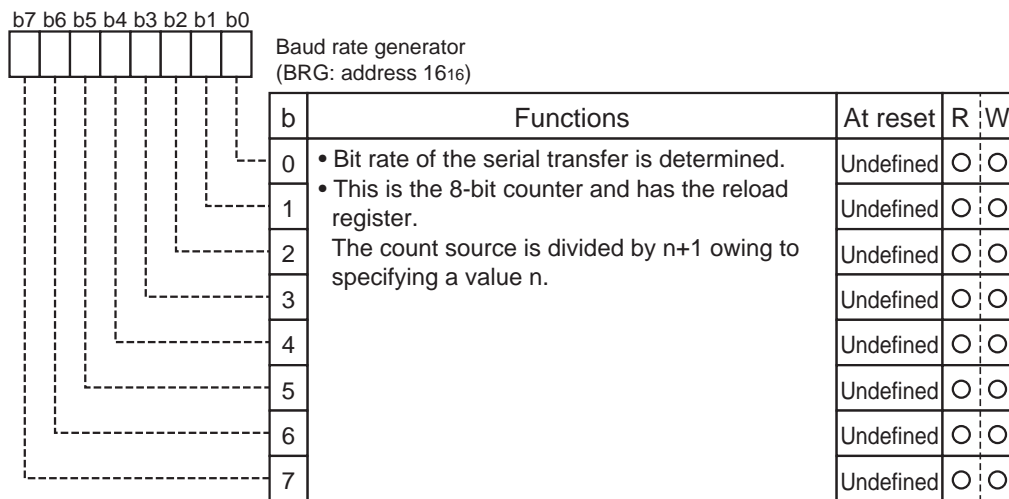 b7 b6 b5 b4 b3 b2 b1 b0
Baud rate generator
(BRG: address 1616)
b Functions At reset R W
0 • Bit rate of the serial transfer is determined. Undefined O O
1 • This is the 8-bit counter and has the reload Undefined O O
register.
2 The count source is divided by n+1 owing to Undefined O O
3 specifying a value n. Undefined O O
4 Undefined O O
5 Undefined O O
6 Undefined O O
7 Undefined O O